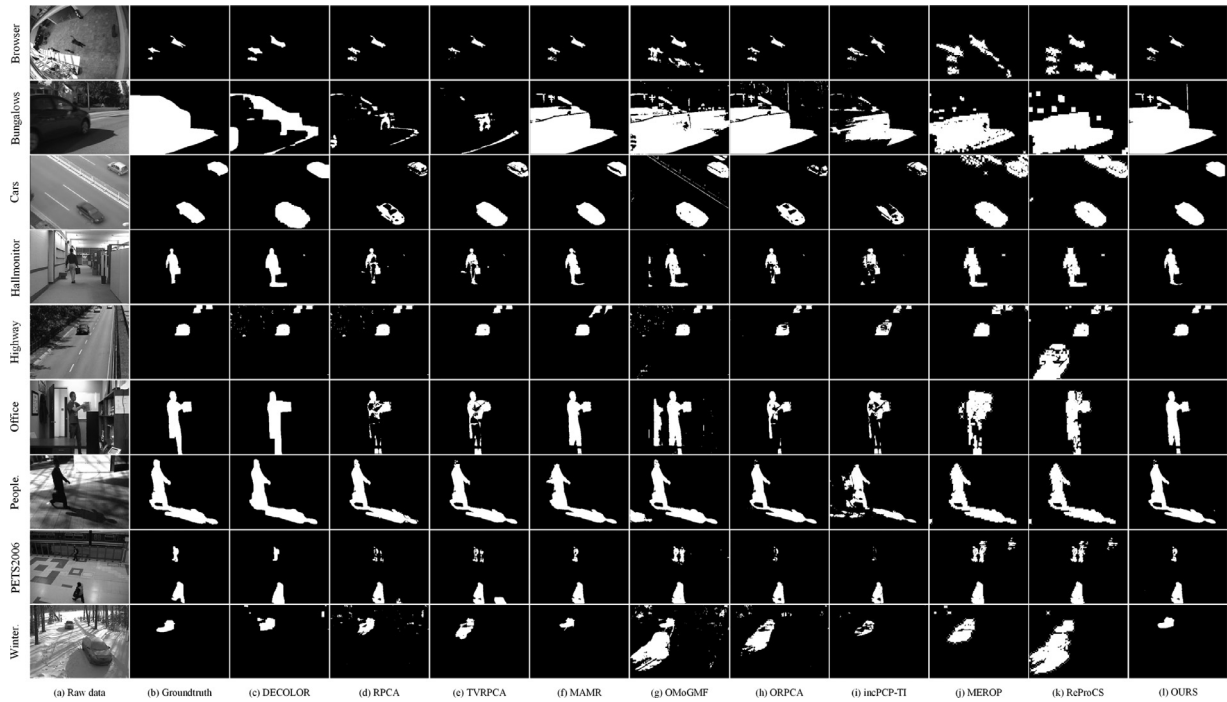 Browser
Bungalows
Cars
Hallmonitor
Highway
Office
People.
PETS2006
Winter.
(a) Raw data (b) Groundtruth (c) DECOLOR (d) RPCA (e) TVRPCA (f) MAMR (g) OMoGMF (h) ORPCA (i) incPCP-TI (j) MEROP (k) ReProCS (l) OURS